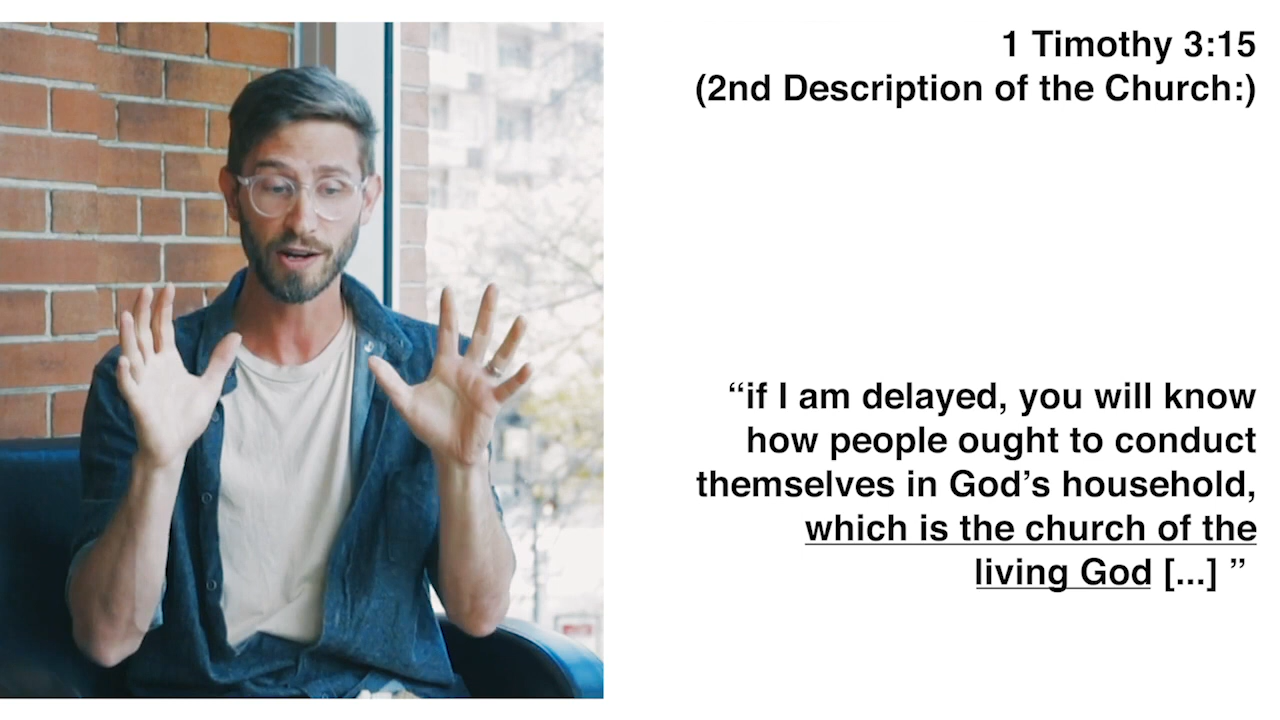 1 Timothy 3:15
(2nd Description of the Church:)
“if I am delayed, you will know
how people ought to conduct
themselves in God’s household,
which is the church of the
living God [...] ”